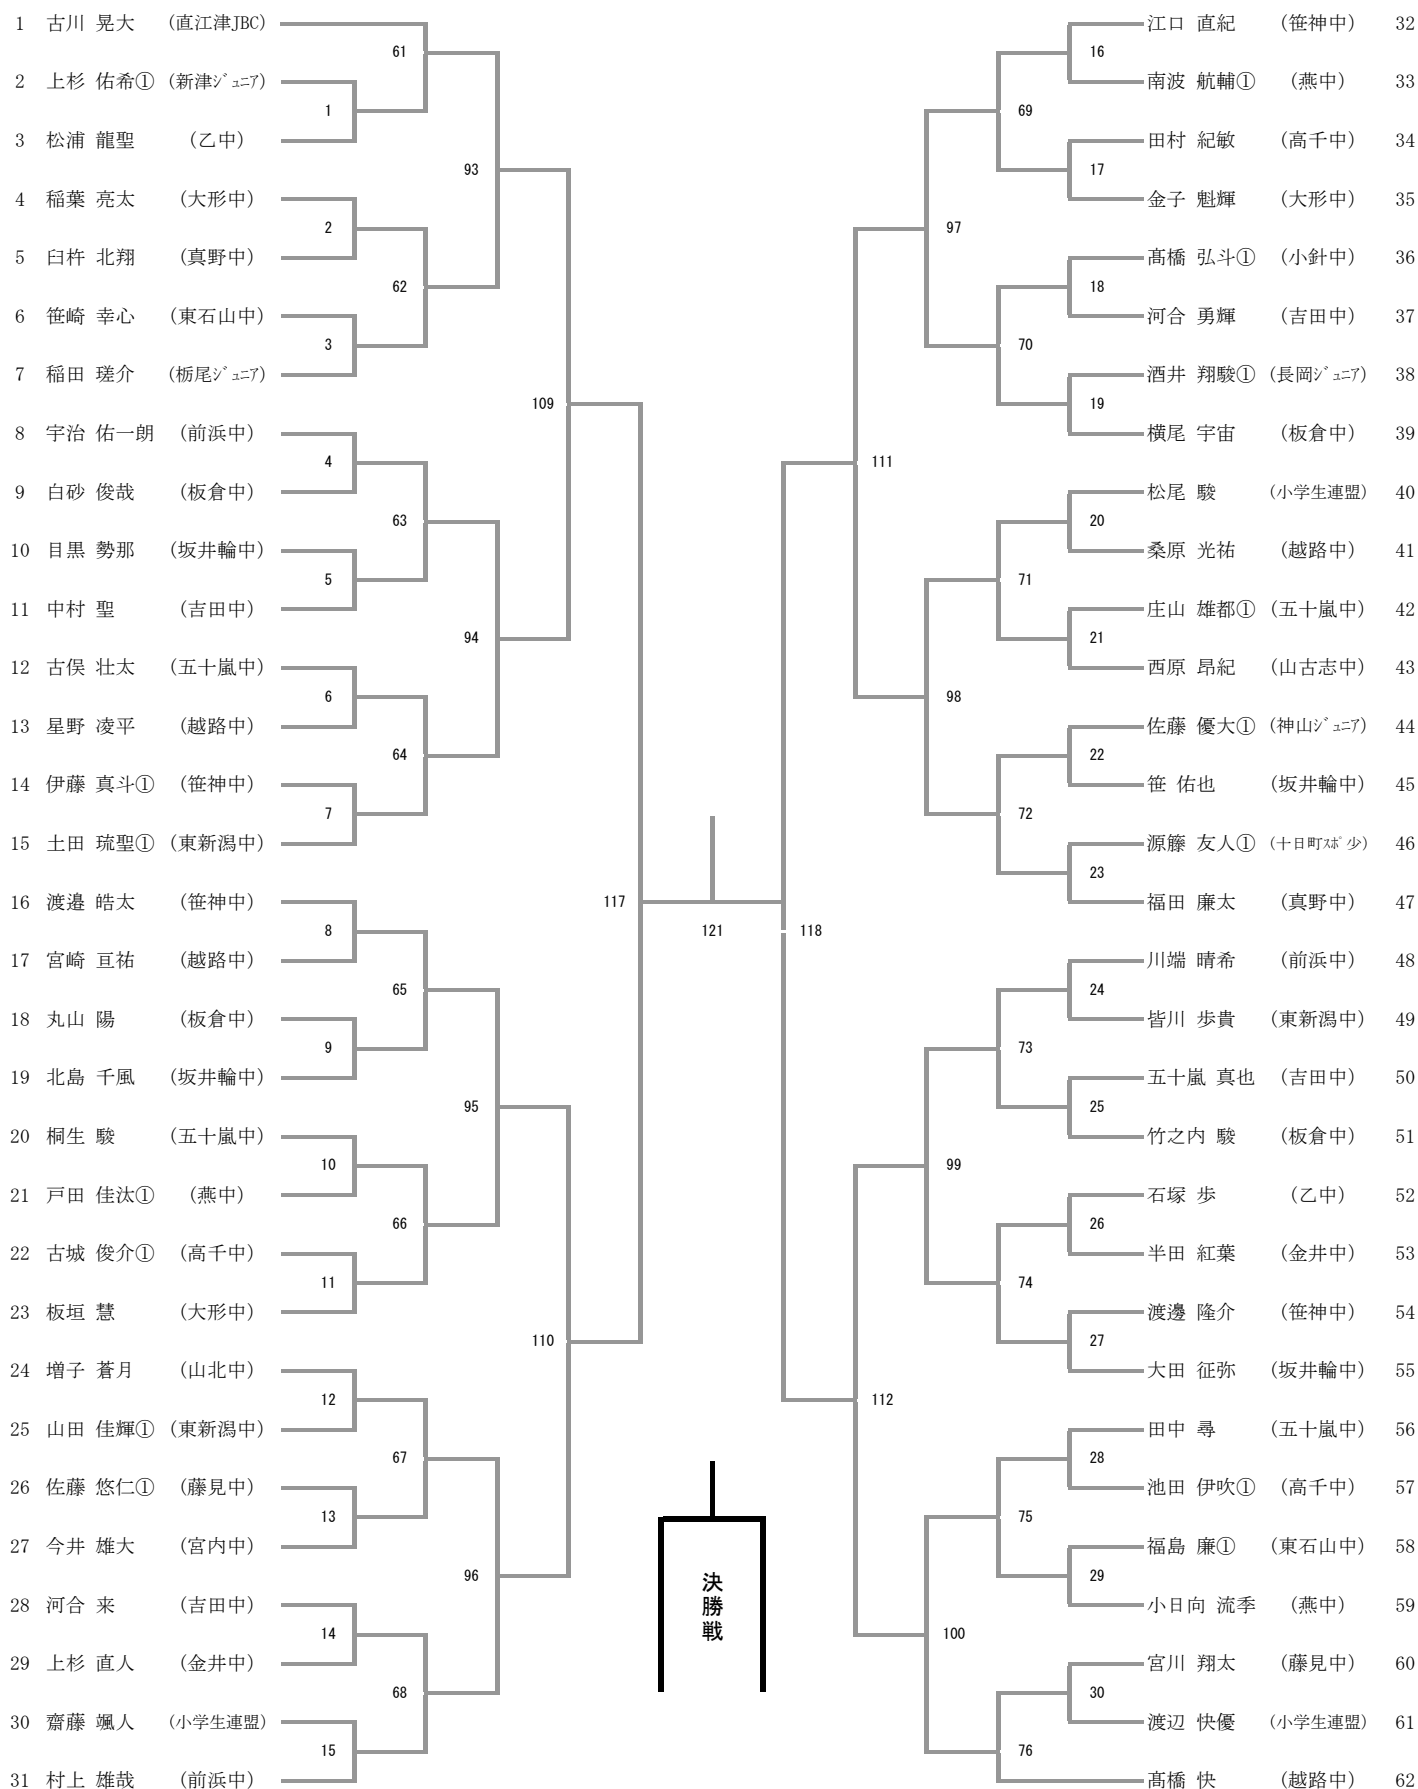 1 古川 晃大 (直江津JBC)
61
2 上杉 佑希① (新津ｼﾞｭﾆｱ)
1
3 松浦 龍聖 (乙中)
93
4 稲葉 亮太 (大形中)
2
5 臼杵 北翔 (真野中)
62
6 笹崎 幸心 (東石山中)
3
7 稲田 瑳介 (栃尾ｼﾞｭﾆｱ)
109
8 宇治 佑一朗 (前浜中)
4
9 白砂 俊哉 (板倉中)
63
10 目黒 勢那 (坂井輪中)
5
11 中村 聖 (吉田中)
94
12 古俣 壮太 (五十嵐中)
6
13 星野 凌平 (越路中)
64
14 伊藤 真斗① (笹神中)
7
15 土田 琉聖① (東新潟中)
16 渡邉 皓太 (笹神中)
117
8
17 宮崎 亘祐 (越路中)
65
18 丸山 陽 (板倉中)
9
19 北島 千風 (坂井輪中)
95
20 桐生 駿 (五十嵐中)
10
21 戸田 佳汰① (燕中)
66
22 古城 俊介① (高千中)
11
23 板垣 慧 (大形中)
110
24 増子 蒼月 (山北中)
12
25 山田 佳輝① (東新潟中)
67
26 佐藤 悠仁① (藤見中)
13
27 今井 雄大 (宮内中)
96
28 河合 来 (吉田中)
14
29 上杉 直人 (金井中)
68
30 齋藤 颯人 (小学生連盟)
15
31 村上 雄哉 (前浜中)
121
決勝戦
江口 直紀 (笹神中) 32
16
南波 航輔① (燕中) 33
69
田村 紀敏 (高千中) 34
17
金子 魁輝 (大形中) 35
97
髙橋 弘斗① (小針中) 36
18
河合 勇輝 (吉田中) 37
70
酒井 翔駿① (長岡ｼﾞｭﾆｱ) 38
19
横尾 宇宙 (板倉中) 39
111
松尾 駿 (小学生連盟) 40
20
桑原 光祐 (越路中) 41
71
庄山 雄都① (五十嵐中) 42
21
西原 昂紀 (山古志中) 43
98
佐藤 優大① (神山ｼﾞｭﾆｱ) 44
22
笹 佑也 (坂井輪中) 45
72
源籐 友人① (十日町ｽﾎﾟ少) 46
23
福田 廉太 (真野中) 47
118
川端 晴希 (前浜中) 48
24
皆川 歩貴 (東新潟中) 49
73
五十嵐 真也 (吉田中) 50
25
竹之内 駿 (板倉中) 51
99
石塚 歩 (乙中) 52
26
半田 紅葉 (金井中) 53
74
渡邊 隆介 (笹神中) 54
27
大田 征弥 (坂井輪中) 55
112
田中 尋 (五十嵐中) 56
28
池田 伊吹① (高千中) 57
75
福島 廉① (東石山中) 58
29
小日向 流季 (燕中) 59
100
宮川 翔太 (藤見中) 60
30
渡辺 快優 (小学生連盟) 61
76
髙橋 快 (越路中) 62